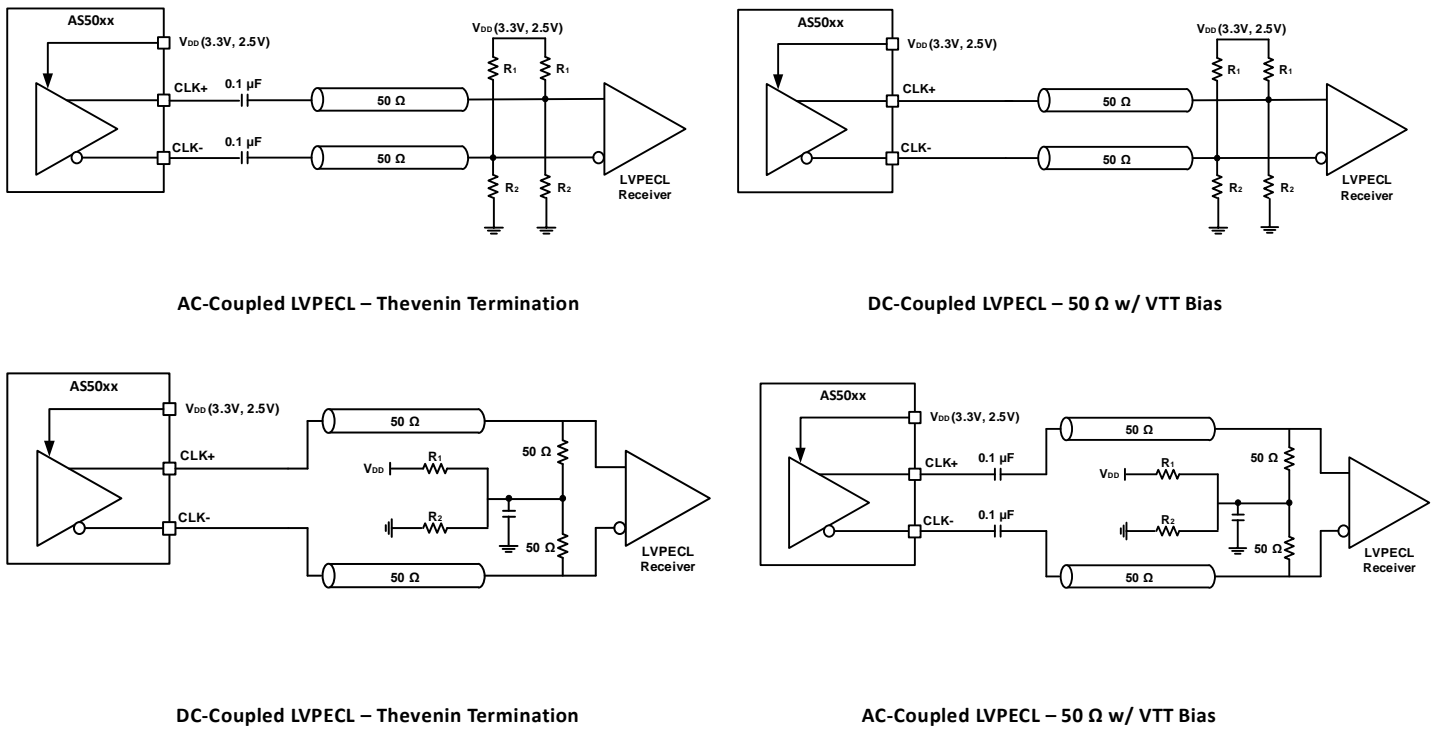 AS50xx
VDD (3.3V, 2.5V)
CLK+
0.1 µF
50 Ω
CLK-
0.1 µF
50 Ω
VDD (3.3V, 2.5V)
R1
R1
R2
R2
LVPECL
Receiver
AC-Coupled LVPECL – Thevenin Termination
AS50xx
VDD (3.3V, 2.5V)
CLK+
50 Ω
CLK-
50 Ω
VDD (3.3V, 2.5V)
R1
R1
R2
R2
LVPECL
Receiver
DC-Coupled LVPECL – 50 Ω w/ VTT Bias
AS50xx
VDD (3.3V, 2.5V)
50 Ω
CLK+
VDD
R1
50 Ω
CLK-
R2
50 Ω
50 Ω
LVPECL
Receiver
DC-Coupled LVPECL – Thevenin Termination
AS50xx
VDD (3.3V, 2.5V)
50 Ω
CLK+
0.1 µF
VDD
R1
50 Ω
CLK-
0.1 µF
R2
50 Ω
50 Ω
LVPECL
Receiver
AC-Coupled LVPECL – 50 Ω w/ VTT Bias